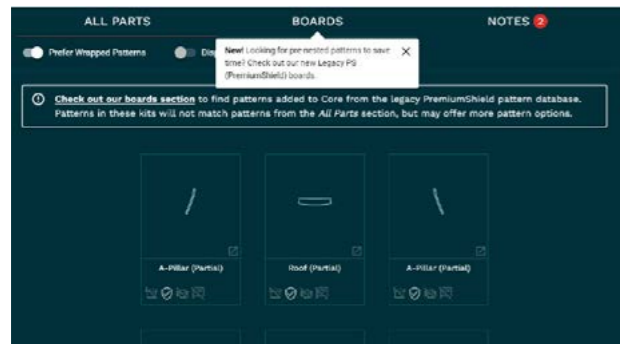 ALL PARTS BOARDS NOTES 2
Prefer Wrapped Patterns
New! Looking for pre-nested patterns to save
time? Check out our new Legacy PS
(PremiumShield) boards.
Check out our boards section to find patterns added to Core from the legacy PremiumShield pattern database.
Patterns in these kits will not match patterns from the All Parts section, but may offer more pattern options.
A-Pillar (Partial) Roof (Partial) A-Pillar (Partial)